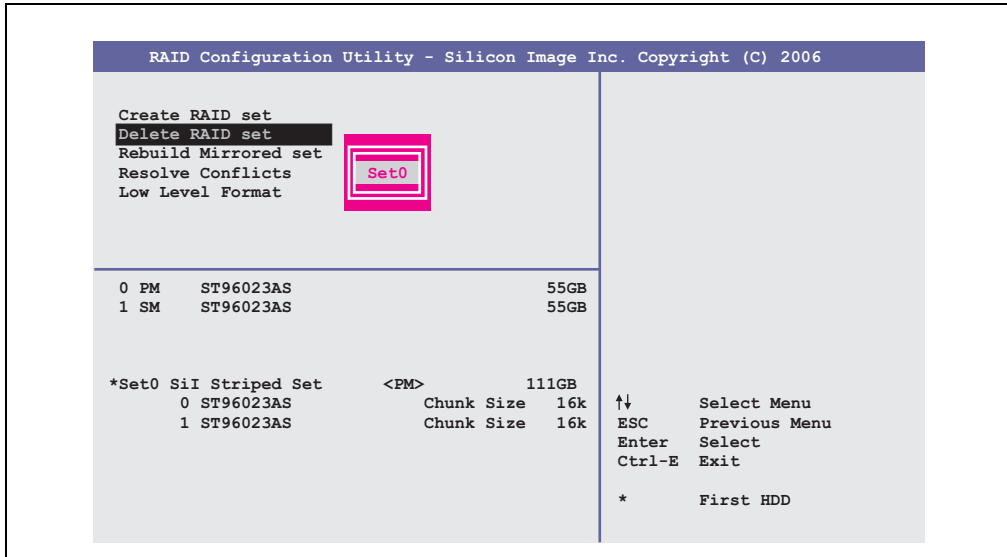 RAID Configuration Utility - Silicon Image Inc. Copyright (C) 2006
Create RAID set
Delete RAID set
Rebuild Mirrored set
Resolve Conflicts
Low Level Format
Set0
0 PM ST96023AS 55GB
1 SM ST96023AS 55GB
*Set0 SiI Striped Set <PM> 111GB
0 ST96023AS Chunk Size 16k
1 ST96023AS Chunk Size 16k
↑↓ Select Menu
ESC Previous Menu
Enter Select
Ctrl-E Exit
* First HDD